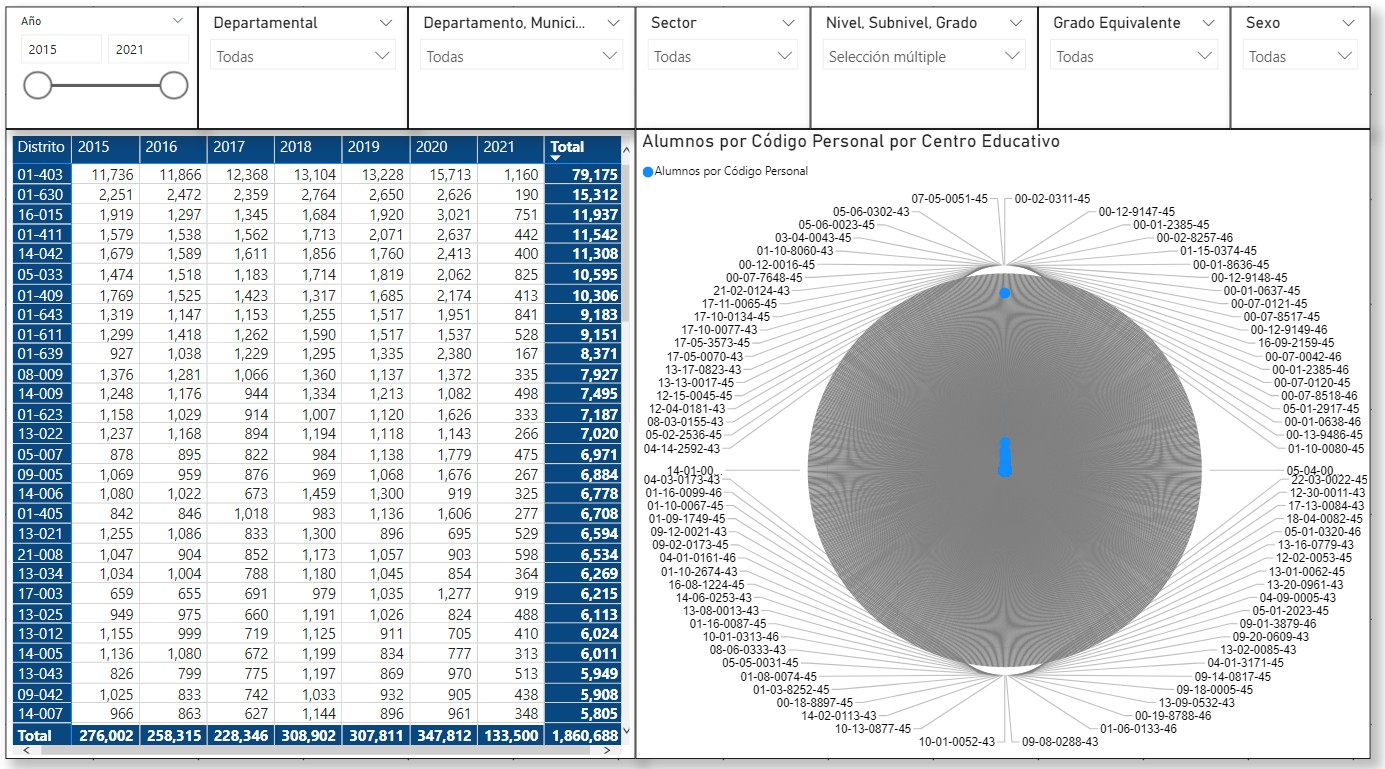 Año
2015 2021
Departamental
Todas
Departamento, Munici...
Todas
Sector
Todas
Nivel, Subnivel, Grado
Selección múltiple
Grado Equivalente
Todas
Sexo
Todas
Distrito 2015 2016 2017 2018 2019 2020 2021 Total
01-403 11,736 11,866 12,368 13,104 13,228 15,713 1,160 79,175
01-630 2,251 2,472 2,359 2,764 2,650 2,626 190 15,312
16-015 1,919 1,297 1,345 1,684 1,920 3,021 751 11,937
01-411 1,579 1,538 1,562 1,713 2,071 2,637 442 11,542
14-042 1,679 1,589 1,611 1,856 1,760 2,413 400 11,308
05-033 1,474 1,518 1,183 1,714 1,819 2,062 825 10,595
01-409 1,769 1,525 1,423 1,317 1,685 2,174 413 10,306
01-643 1,319 1,147 1,153 1,255 1,517 1,951 841 9,183
01-611 1,299 1,418 1,262 1,590 1,517 1,537 528 9,151
01-639 927 1,038 1,229 1,295 1,335 2,380 167 8,371
08-009 1,376 1,281 1,066 1,360 1,137 1,372 335 7,927
14-009 1,248 1,176 944 1,334 1,213 1,082 498 7,495
01-623 1,158 1,029 914 1,007 1,120 1,626 333 7,187
13-022 1,237 1,168 894 1,194 1,118 1,143 266 7,020
05-007 878 895 822 984 1,138 1,779 475 6,971
09-005 1,069 959 876 969 1,068 1,676 267 6,884
14-006 1,080 1,022 673 1,459 1,300 919 325 6,778
01-405 842 846 1,018 983 1,136 1,606 277 6,708
13-021 1,255 1,086 833 1,300 896 695 529 6,594
21-008 1,047 904 852 1,173 1,057 903 598 6,534
13-034 1,034 1,004 788 1,180 1,045 854 364 6,269
17-003 659 655 691 979 1,035 1,277 919 6,215
13-025 949 975 660 1,191 1,026 824 488 6,113
13-012 1,155 999 719 1,125 911 705 410 6,024
14-005 1,136 1,080 672 1,199 834 777 313 6,011
13-043 826 799 775 1,197 869 970 513 5,949
09-042 1,025 833 742 1,033 932 905 438 5,908
14-007 966 863 627 1,144 896 961 348 5,805
Total 276,002 258,315 228,346 308,902 307,811 347,812 133,500 1,860,688
Alumnos por Código Personal por Centro Educativo
Alumnos por Código Personal
07-05-0051-45
05-06-0302-43
05-06-0023-45
03-04-0043-45
01-10-8060-43
00-12-0016-45
00-07-7648-45
21-02-0124-43
17-11-0065-45
17-10-0134-45
17-10-0077-43
17-05-3573-45
17-05-0070-43
13-17-0823-43
13-13-0017-45
12-15-0045-45
12-04-0181-43
08-03-0155-43
05-02-2536-45
04-14-2592-43
14-01-00...
04-03-0173-43
01-16-0099-46
01-10-0067-45
01-09-1749-45
09-12-0021-43
09-02-0173-45
04-01-0161-46
01-10-2674-43
16-08-1224-45
14-06-0253-43
13-08-0013-43
01-16-0087-45
10-01-0313-46
08-06-0333-43
05-05-0031-45
01-08-0074-45
01-03-8252-45
00-18-8897-45
14-02-0113-43
10-13-0877-45
10-01-0052-43
00-02-0311-45
00-12-9147-45
00-01-2385-45
00-02-8257-46
01-15-0374-45
00-01-8636-45
00-12-9148-45
00-01-0637-45
00-07-0121-45
00-07-8517-45
00-12-9149-46
16-09-2159-45
00-07-0042-46
00-01-2385-46
00-07-0120-45
00-07-8518-46
05-01-2917-45
00-01-0638-46
00-13-9486-45
01-10-0080-45
05-04-00...
22-03-0022-45
12-30-0011-43
17-13-0084-43
18-04-0082-45
05-01-0320-46
13-16-0779-43
12-02-0053-45
13-01-0062-45
13-20-0961-43
04-09-0005-43
05-01-2023-45
09-01-3879-46
09-20-0609-43
13-02-0085-43
04-01-3171-45
09-14-0817-45
09-18-0005-45
13-09-0532-43
00-19-8788-46
01-06-0133-46
09-08-0288-43